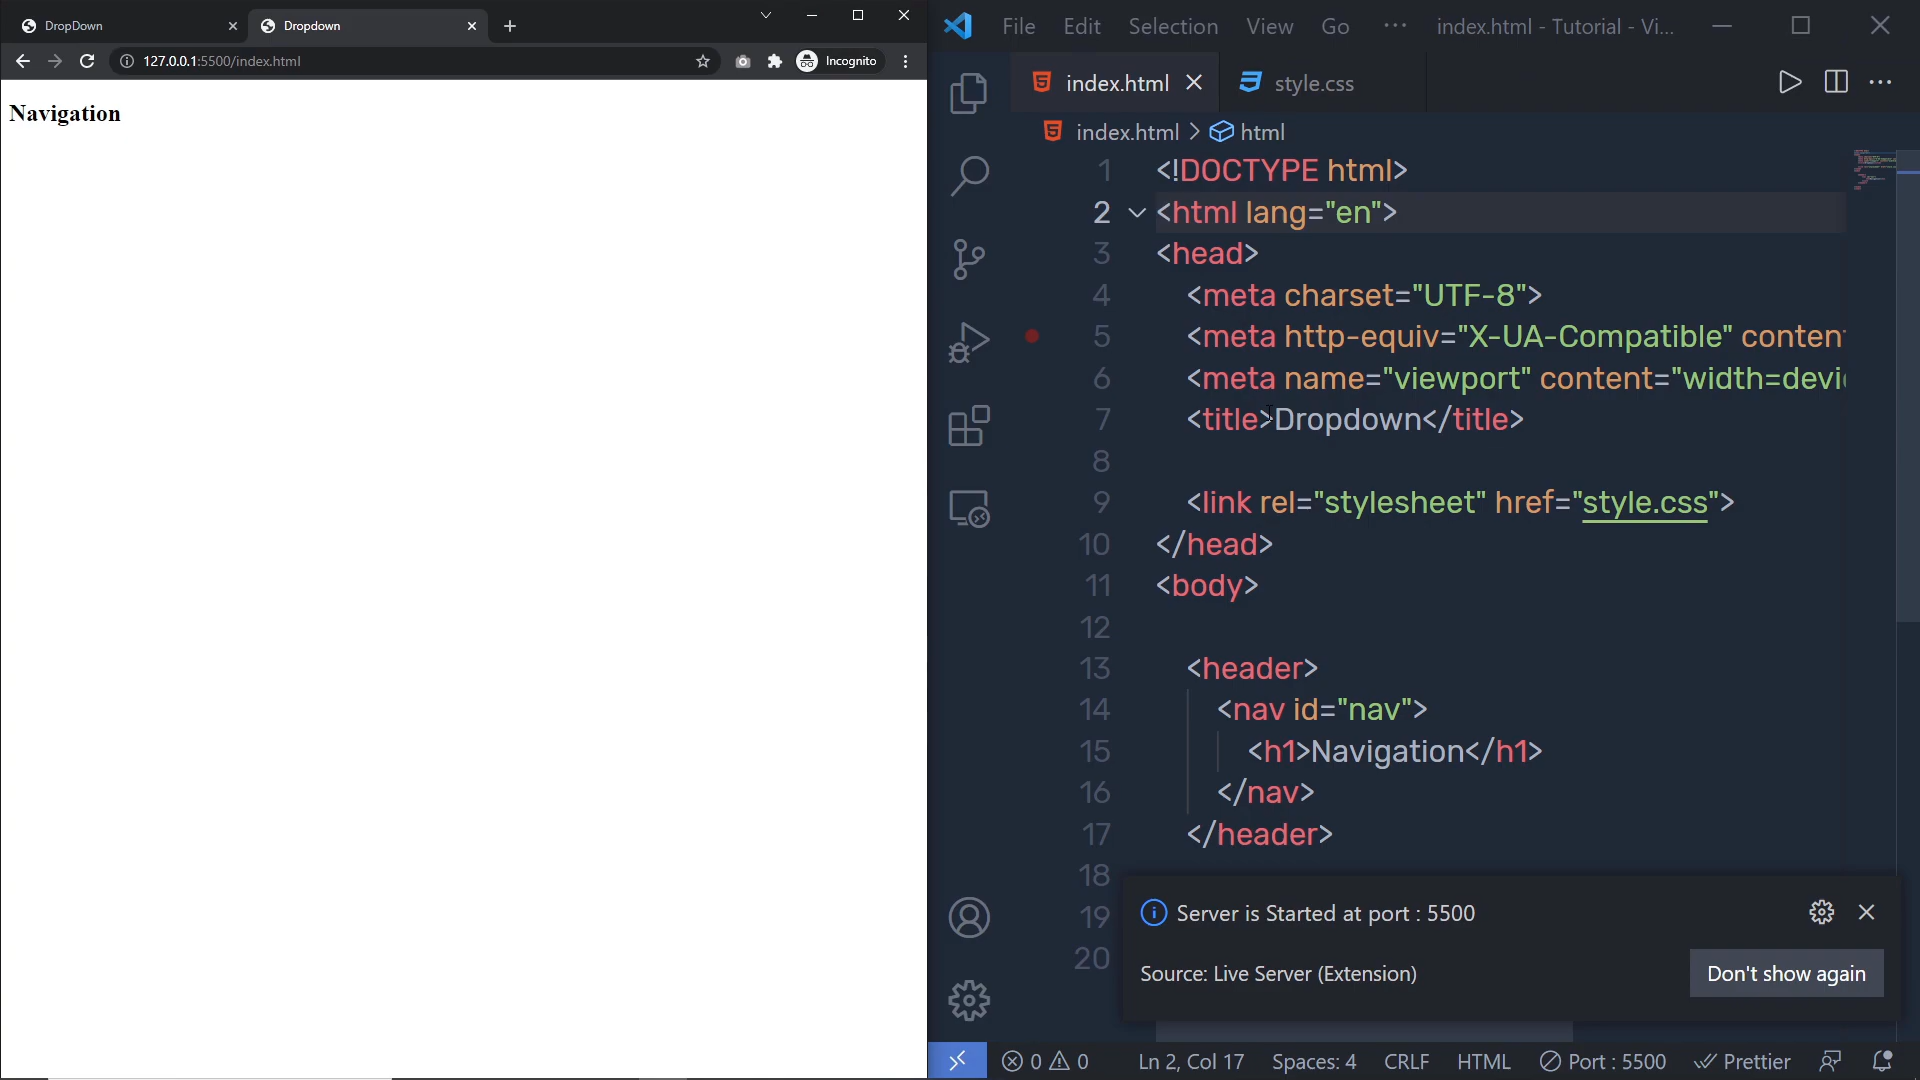 DropDown
Dropdown
127.0.0.1:5500/index.html
Incognito
Navigation
File Edit Selection View Go ··· index.html - Tutorial - Vi...
index.html style.css
index.html > html
1 <!DOCTYPE html>
2 <html lang="en">
3 <head>
4 <meta charset="UTF-8">
5 <meta http-equiv="X-UA-Compatible" conten
6 <meta name="viewport" content="width=devi
7 <title>Dropdown</title>
8
9 <link rel="stylesheet" href="style.css">
10 </head>
11 <body>
12
13 <header>
14 <nav id="nav">
15 <h1>Navigation</h1>
16 </nav>
17 </header>
18
19
20
Server is Started at port : 5500
Source: Live Server (Extension)
Don't show again
0 0 Ln 2, Col 17 Spaces: 4 CRLF HTML Port : 5500 Prettier